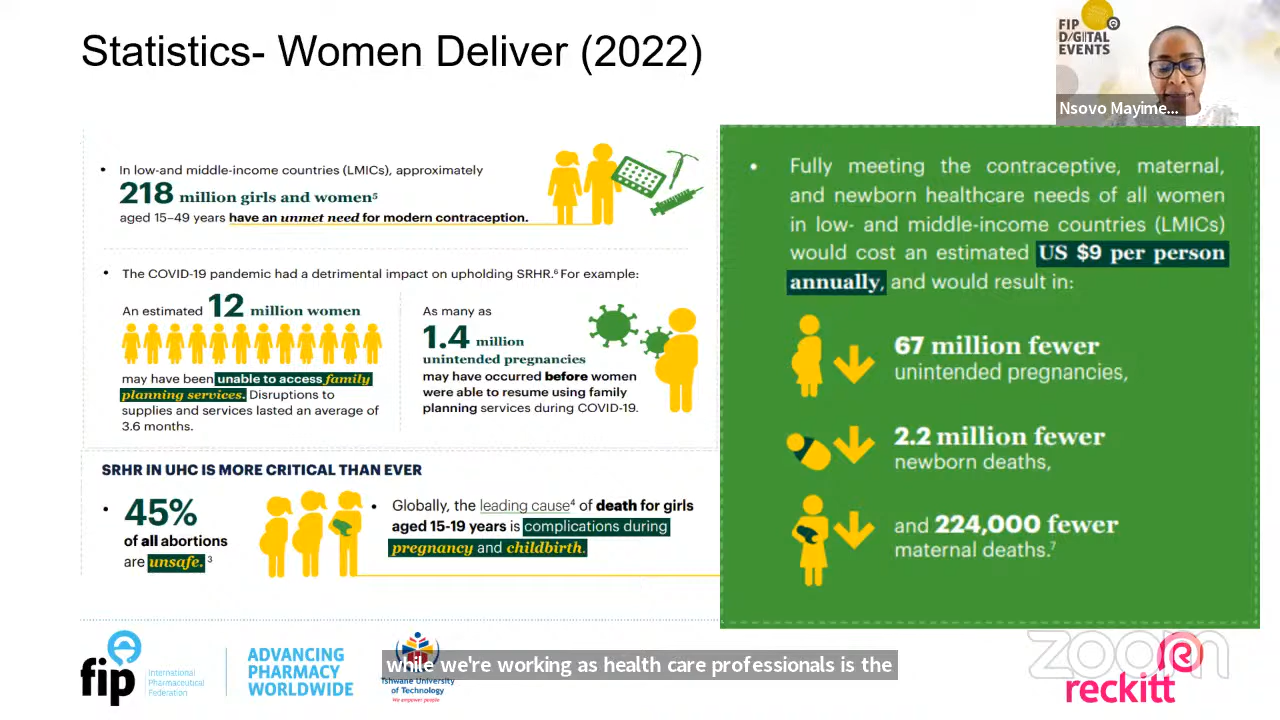 Statistics- Women Deliver (2022)
FIP
DIGITAL
EVENTS
Nsovo Mayime...
• In low-and middle-income countries (LMICs), approximately
218 million girls and women⁵
aged 15–49 years have an unmet need for modern contraception.
• The COVID-19 pandemic had a detrimental impact on upholding SRHR.⁶ For example:
An estimated 12 million women
may have been unable to access family
planning services. Disruptions to
supplies and services lasted an average of
3.6 months.
As many as
1.4 million
unintended pregnancies
may have occurred before women
were able to resume using family
planning services during COVID-19.
SRHR IN UHC IS MORE CRITICAL THAN EVER
• 45%
of all abortions
are unsafe. ³
• Globally, the leading cause⁴ of death for girls
aged 15-19 years is complications during
pregnancy and childbirth.
• Fully meeting the contraceptive, maternal,
and newborn healthcare needs of all women
in low- and middle-income countries (LMICs)
would cost an estimated US $9 per person
annually, and would result in:
67 million fewer
unintended pregnancies,
2.2 million fewer
newborn deaths,
and 224,000 fewer
maternal deaths.⁷
fip
International
Pharmaceutical
Federation
ADVANCING
PHARMACY
WORLDWIDE
while we're working as health care professionals is the
Tshwane University
of Technology
We empower people
zoom
reckitt